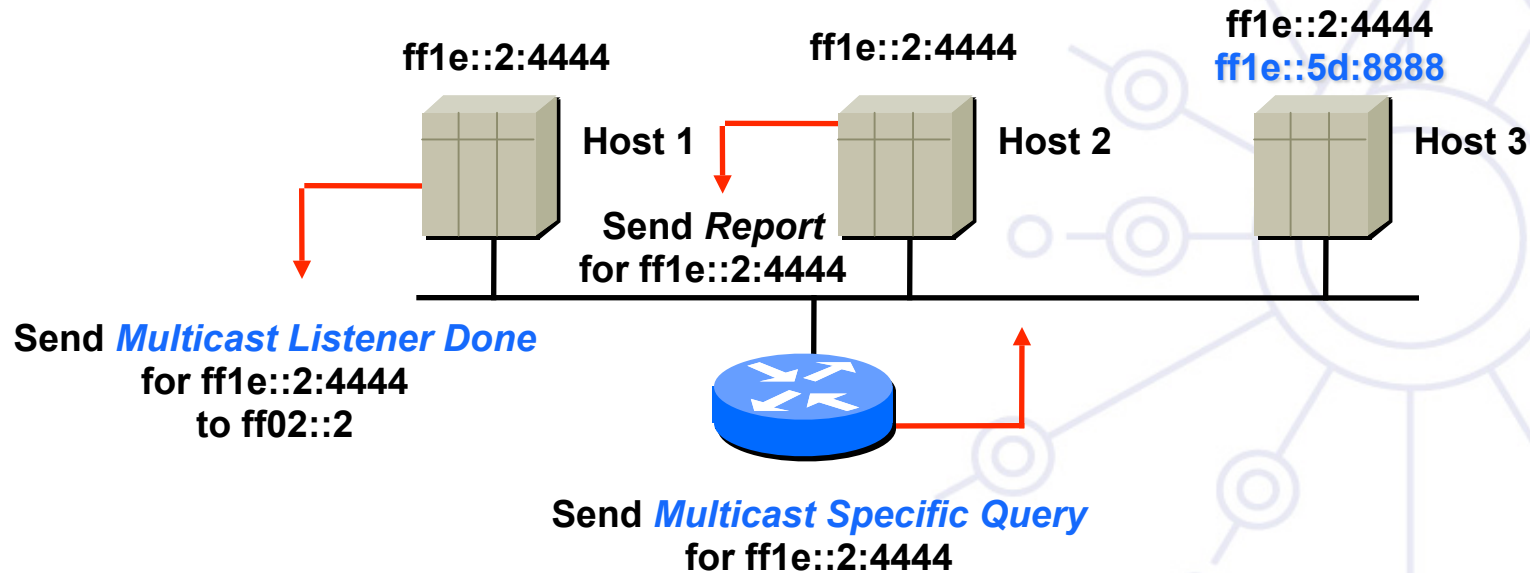 ff1e::2:4444
ff1e::2:4444
ff1e::2:4444
ff1e::5d:8888
Host 1
Host 2
Host 3
Send Report
for ff1e::2:4444
Send Multicast Listener Done
for ff1e::2:4444
to ff02::2
Send Multicast Specific Query
for ff1e::2:4444